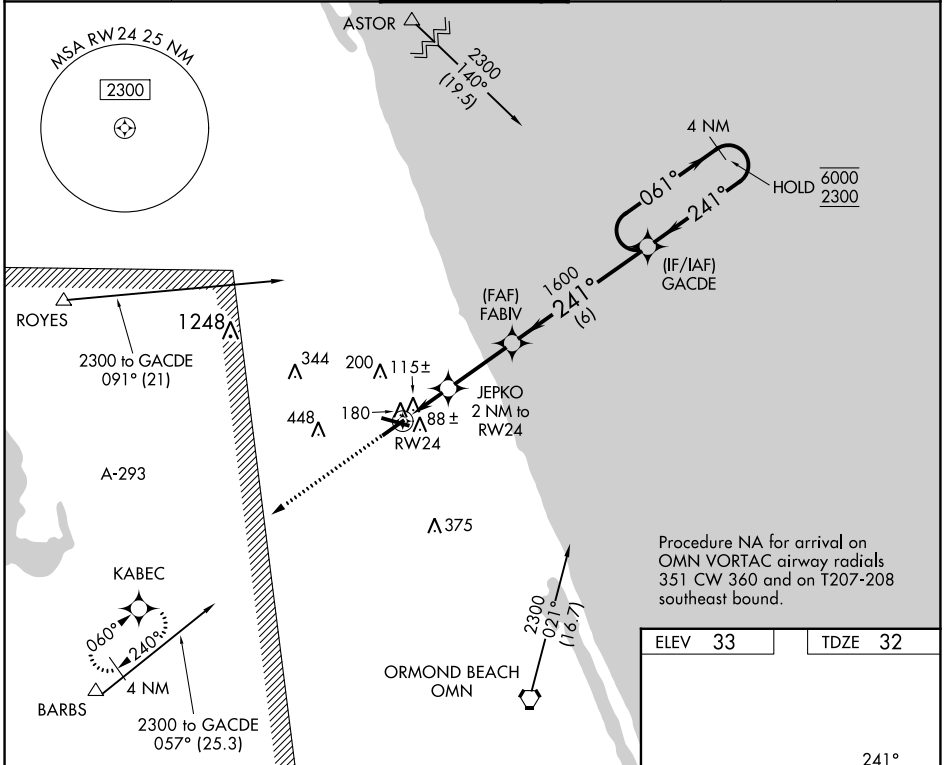 ASTOR
2300
140°
(19.5)
MSA RW24 25 NM
2300
4 NM
061°
241°
HOLD
6000
2300
(IF/IAF)
GACDE
1600
241°
(6)
(FAF)
FABIV
ROYES
1248
2300 to GACDE
091° (21)
344
200
115±
JEPKO
2 NM to
RW24
180
448
88±
RW24
A-293
375
Procedure NA for arrival on
OMN VORTAC airway radials
351 CW 360 and on T207-208
southeast bound.
KABEC
060°
240°
4 NM
BARBS
2300 to GACDE
057° (25.3)
2300
021°
(16.7)
ORMOND BEACH
OMN
ELEV 33
TDZE 32
241°